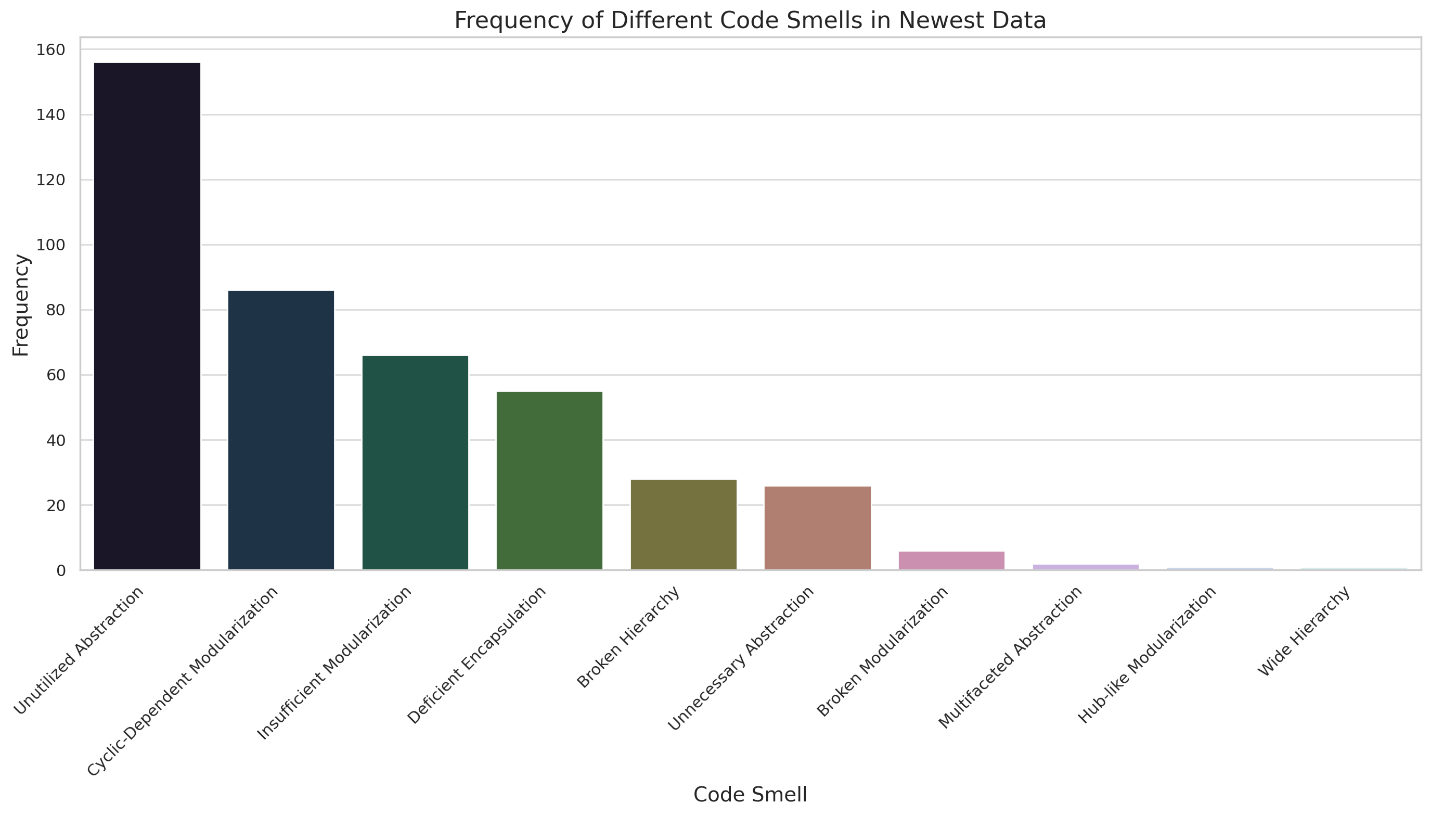 Frequency of Different Code Smells in Newest Data
Frequency
160
140
120
100
80
60
40
20
0
Unutilized Abstraction
Cyclic-Dependent Modularization
Insufficient Modularization
Deficient Encapsulation
Broken Hierarchy
Unnecessary Abstraction
Broken Modularization
Multifaceted Abstraction
Hub-like Modularization
Wide Hierarchy
Code Smell